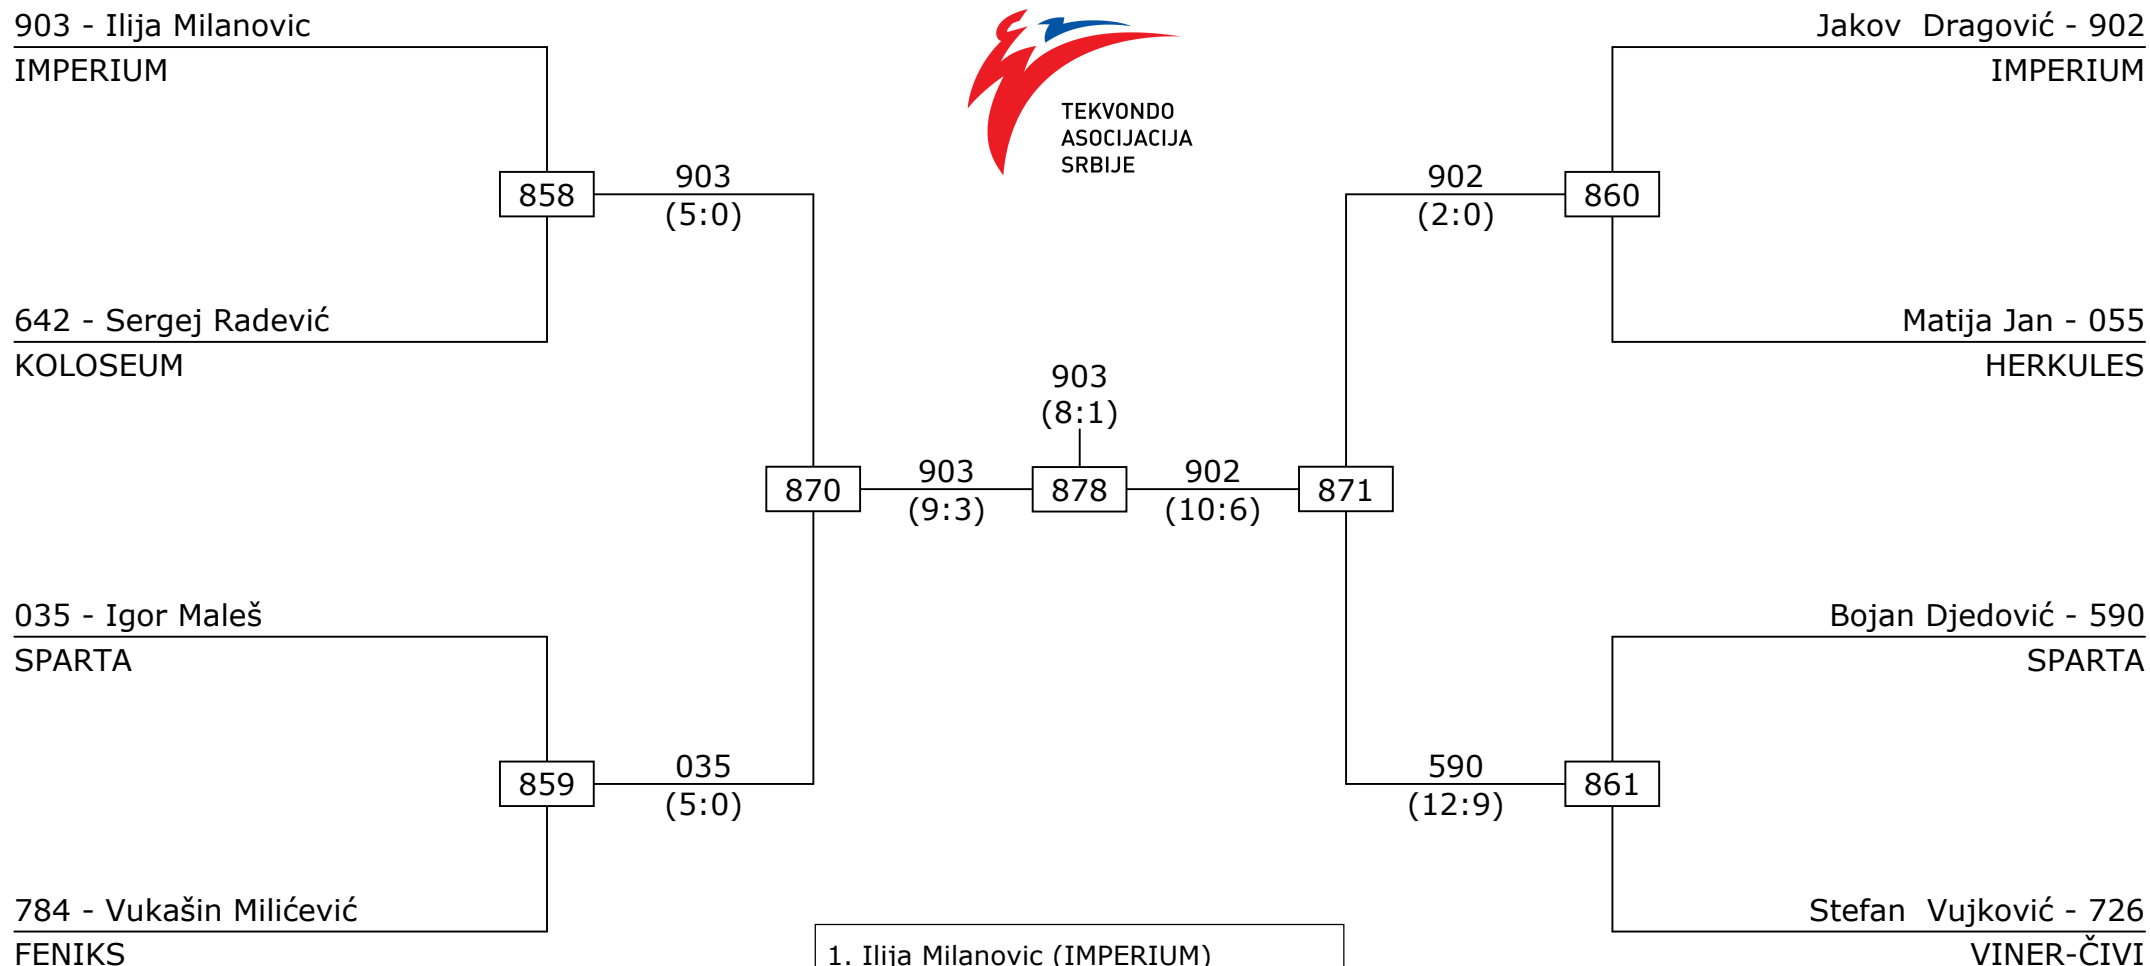 903 - Ilija Milanovic
IMPERIUM
Jakov  Dragović - 902
IMPERIUM
TEKVONDO
ASOCIJACIJA
SRBIJE
858
903
(5:0)
902
(2:0)
860
642 - Sergej Radević
KOLOSEUM
Matija Jan - 055
HERKULES
903
(8:1)
870
903
(9:3)
878
902
(10:6)
871
035 - Igor Maleš
SPARTA
Bojan Djedović - 590
SPARTA
859
035
(5:0)
590
(12:9)
861
784 - Vukašin Milićević
FENIKS
Stefan  Vujković - 726
VINER-ČIVI
1. Ilija Milanovic (IMPERIUM)